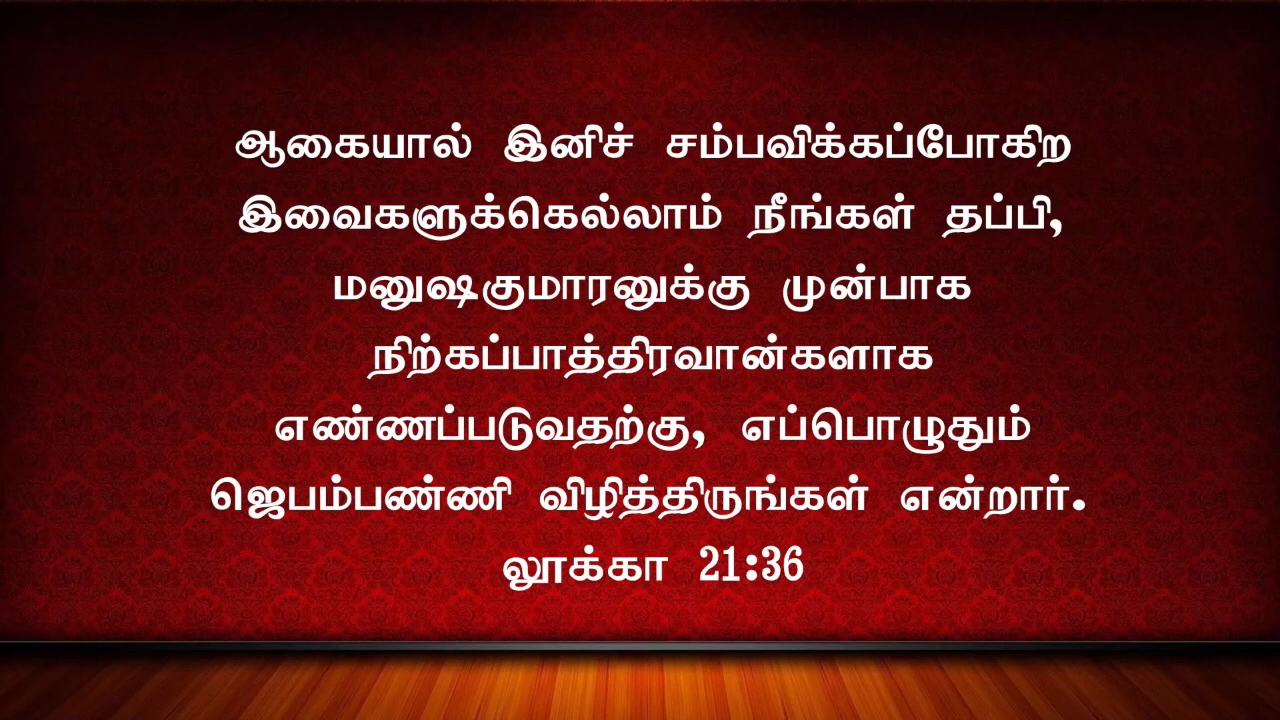 ஆகையால் இனிச் சம்பவிக்கப்போகிற
இவைகளுக்கெல்லாம் நீங்கள் தப்பி,
மனுஷகுமாரனுக்கு முன்பாக
நிற்கப்பாத்திரவான்களாக
எண்ணப்படுவதற்கு, எப்பொழுதும்
ஜெபம்பண்ணி விழித்திருங்கள் என்றார்.
லூக்கா 21:36